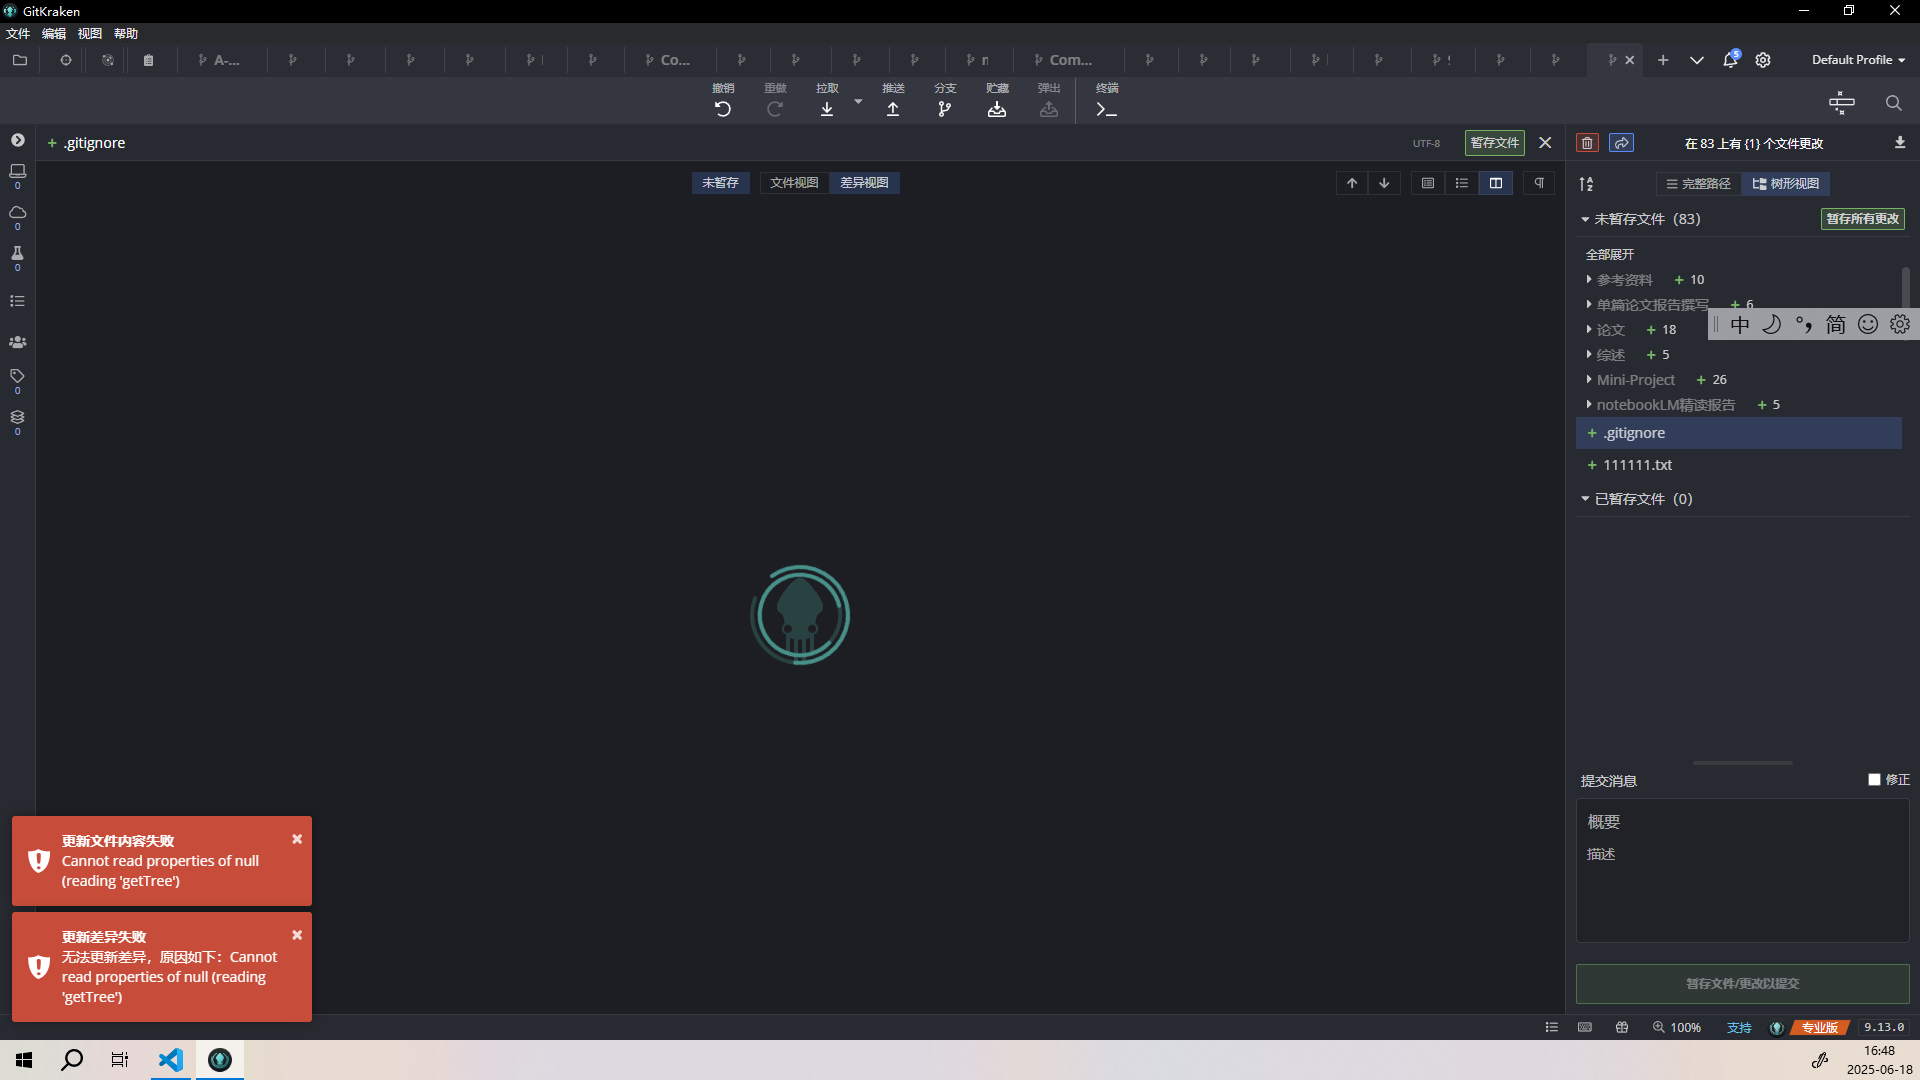 GitKraken
文件 编辑 视图 帮助
A-...
Co...
n
Com...
Default Profile
5
撤销 重做 拉取 推送 分支 贮藏 弹出 终端
.gitignore
UTF-8
暂存文件
在 83 上有 {1} 个文件更改
未暂存
文件视图
差异视图
完整路径
树形视图
未暂存文件 (83)
暂存所有更改
全部展开
参考资料 + 10
单篇论文报告撰写 + 6
论文 + 18
综述 + 5
Mini-Project + 26
notebookLM精读报告 + 5
+ .gitignore
+ 111111.txt
已暂存文件 (0)
中 简
0
0
0
0
0
提交消息
修正
概要
描述
暂存文件/更改以提交
更新文件内容失败
Cannot read properties of null
(reading 'getTree')
更新差异失败
无法更新差异，原因如下：Cannot
read properties of null (reading
'getTree')
100%
支持
专业版
9.13.0
16:48
2025-06-18